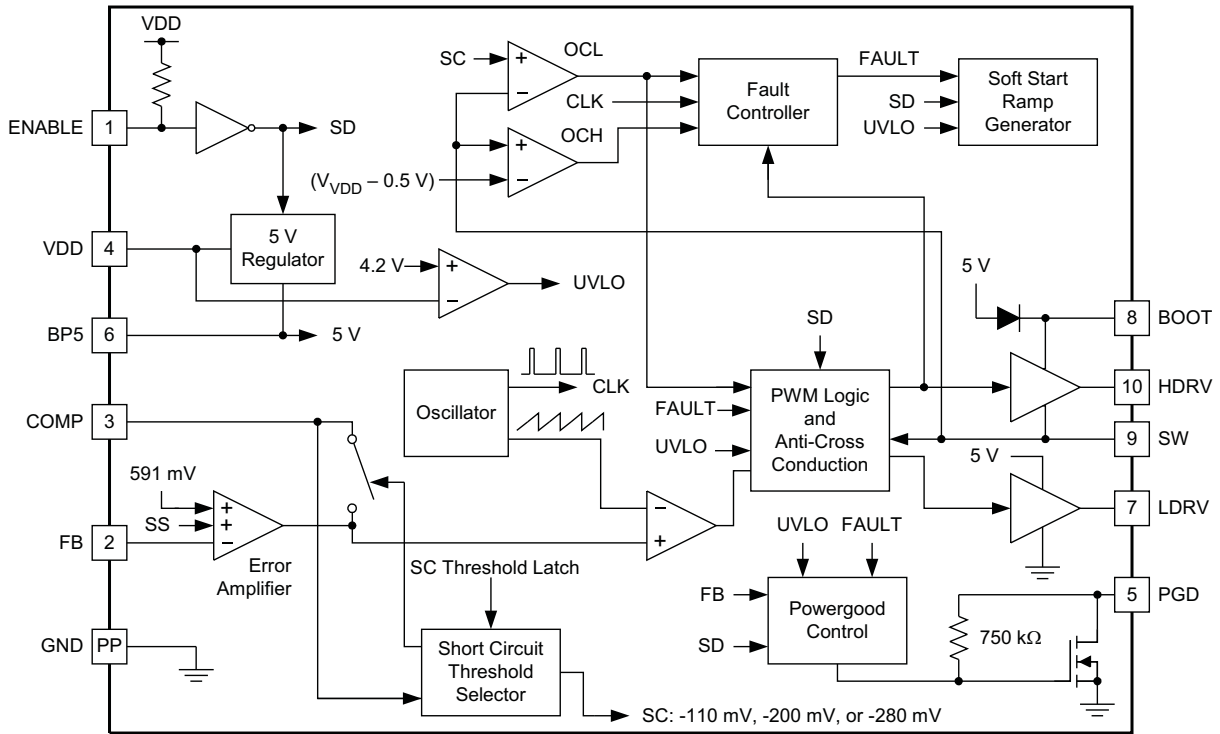 VDD
ENABLE 1
SD
SC
+
−
OCL
CLK
OCH
+
−
(VVDD – 0.5 V)
Fault
Controller
FAULT
SD
UVLO
Soft Start
Ramp
Generator
VDD 4
5 V
Regulator
4.2 V
+
−
UVLO
BP5 6
5 V
5 V
8 BOOT
SD
CLK
Oscillator
COMP 3
FAULT
UVLO
PWM Logic
and
Anti-Cross
Conduction
10 HDRV
9 SW
5 V
7 LDRV
591 mV
SS
+
+
−
FB 2
Error
Amplifier
−
+
UVLO FAULT
SC Threshold Latch
FB
SD
Powergood
Control
5 PGD
750 kΩ
GND PP
Short Circuit
Threshold
Selector
SC: -110 mV, -200 mV, or -280 mV